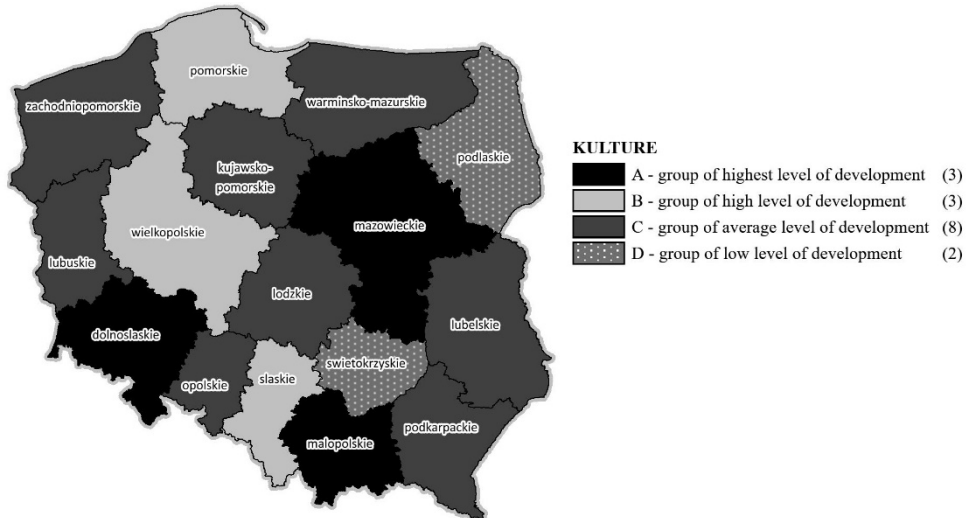 pomorskie
zachodniopomorskie
warminsko-mazurskie
podlaskie
kujawsko-
pomorskie
mazowieckie
wielkopolskie
lubuskie
lodzkie
dolnoslaskie
lubelskie
swietokrzyskie
slaskie
opolskie
podkarpackie
malopolskie
KULTURE
A - group of highest level of development (3)
B - group of high level of development (3)
C - group of average level of development (8)
D - group of low level of development (2)